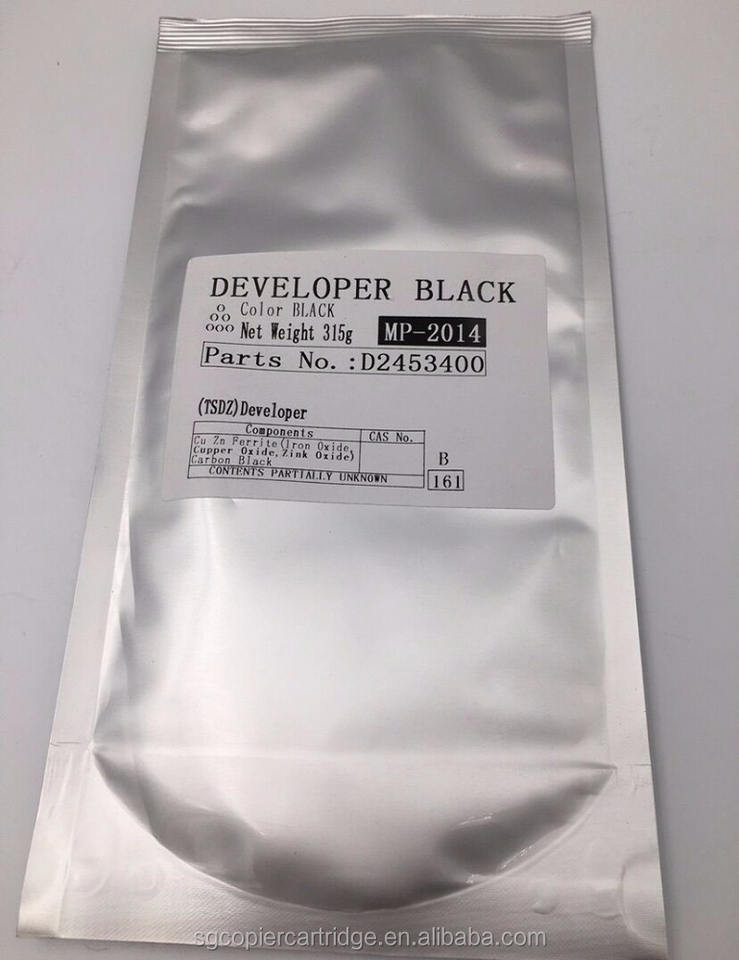 DEVELOPER BLACK
Color BLACK
Net Weight 315g MP-2014
Parts No.:D2453400
(TSDZ)Developer
Components CAS No.
Cu Zn Ferrite(Iron Oxide,
Cupper Oxide,Zink Oxide)
Carbon Black
CONTENTS PARTIALLY UNKNOWN
B
161
sgcopiercartridge.en.alibaba.com